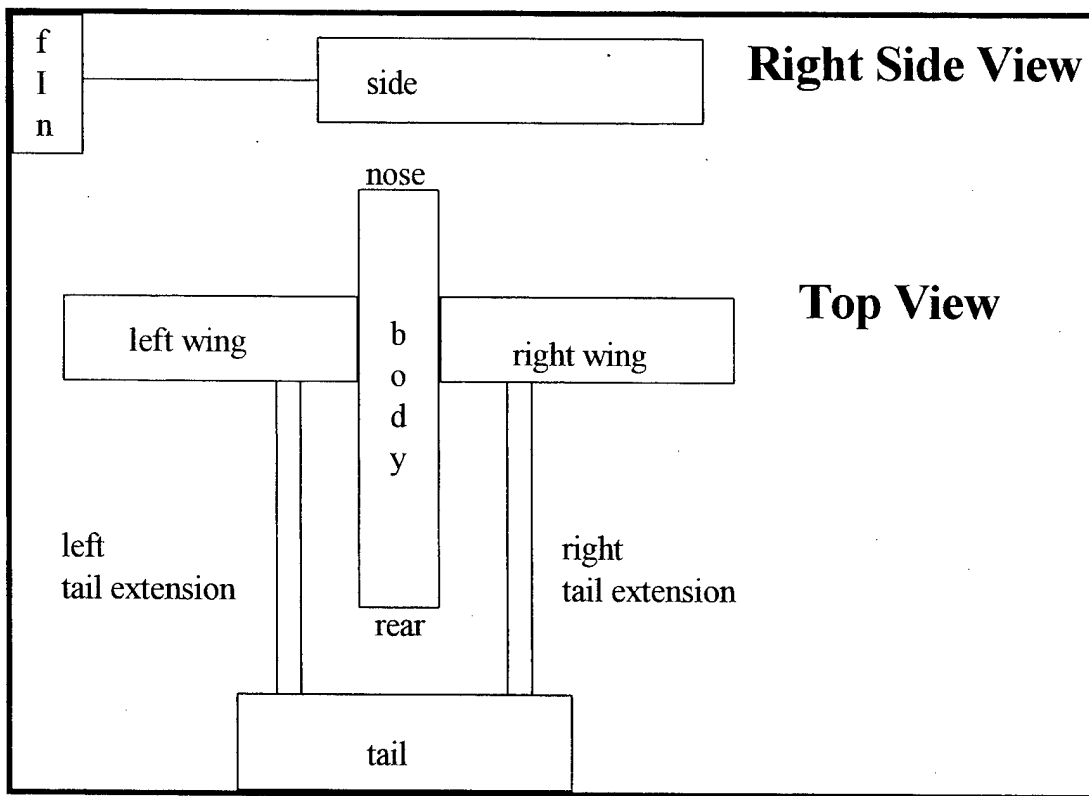 f
I
n
side
Right Side View
nose
Top View
left wing
b
o
d
y
right wing
left
tail extension
right
tail extension
rear
tail